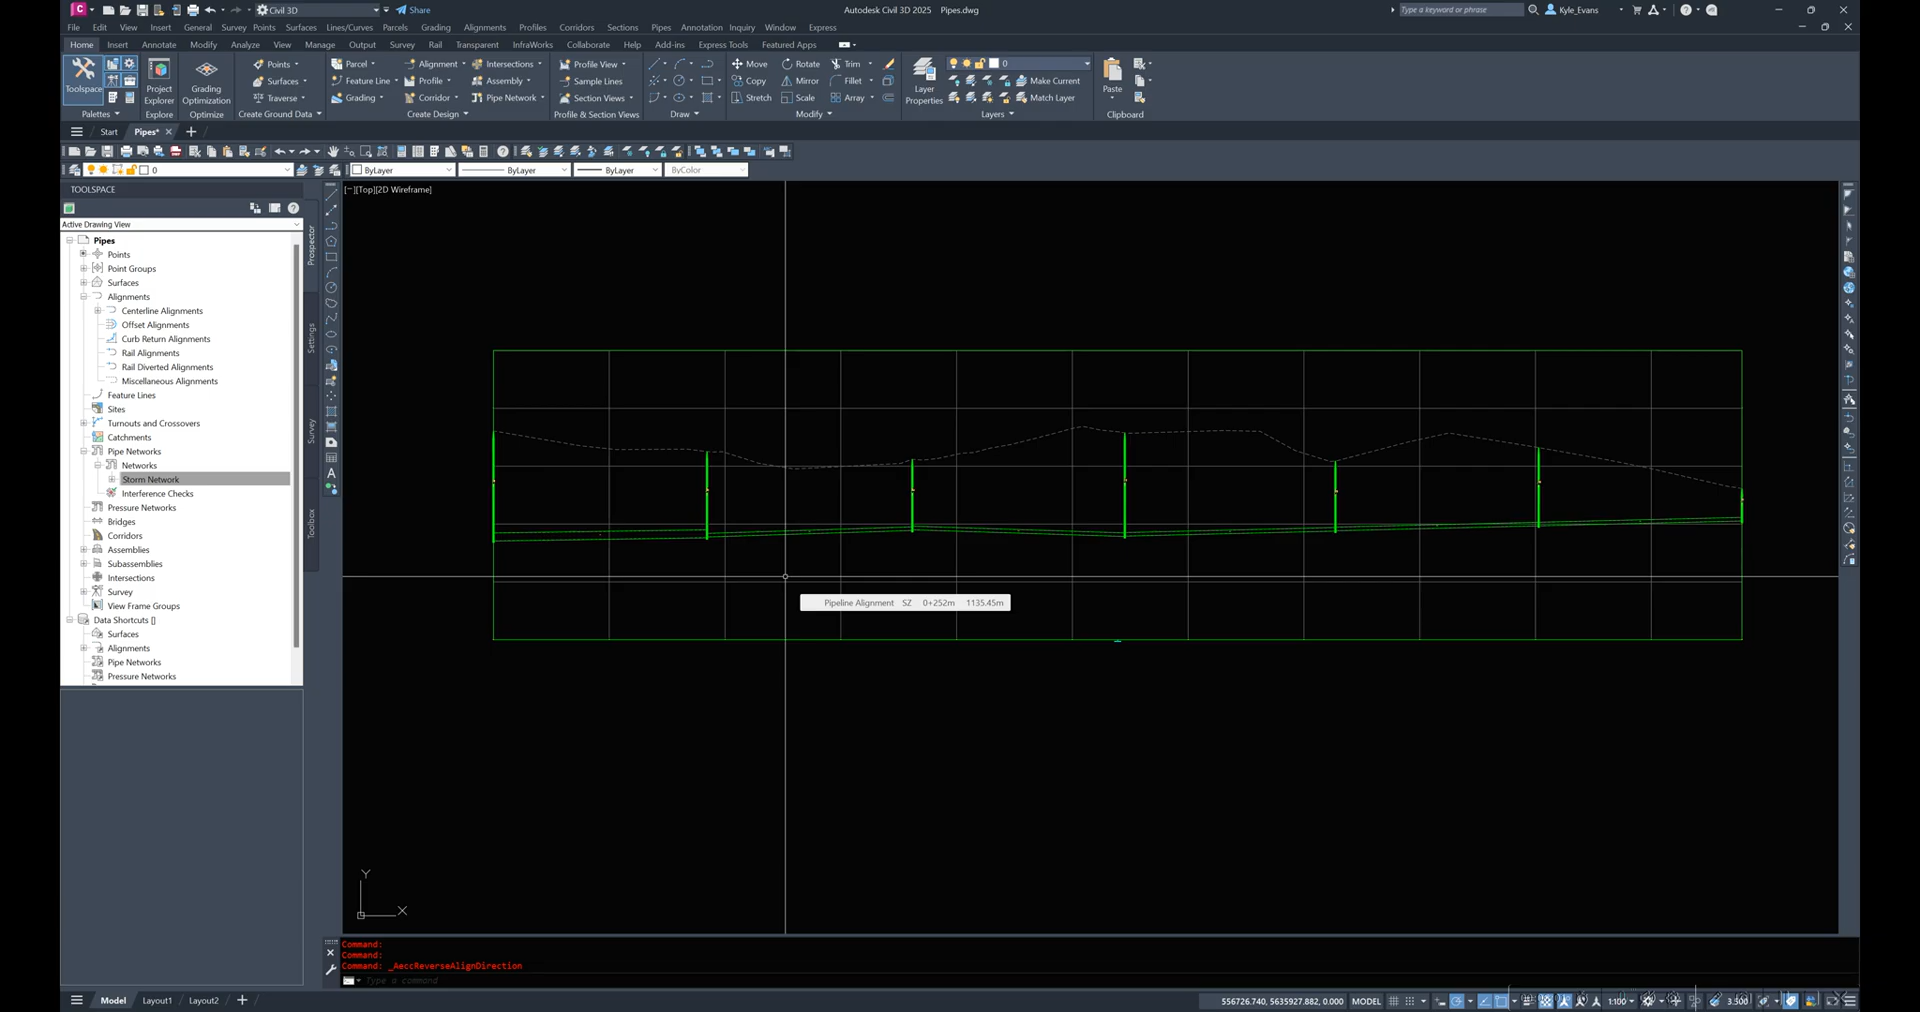 Civil 3D
Share
Autodesk Civil 3D 2025 Pipes.dwg
Type a keyword or phrase
Kyle_Evans
File Edit View Insert General Survey Points Surfaces Lines/Curves Parcels Grading Alignments Profiles Corridors Sections Pipes Annotation Inquiry Window Express
Home Insert Annotate Modify Analyze View Manage Output Survey Rail Transparent InfraWorks Collaborate Help Add-ins Express Tools Featured Apps
Points Parcel Alignment Intersections Profile View Move Rotate Trim 0
Surfaces Feature Line Profile Assembly Sample Lines Copy Mirror Fillet Make Current
Toolspace Project Explorer Grading Optimization Layer Properties Paste
Traverse Grading Corridor Pipe Network Section Views Stretch Scale Array Match Layer
Palettes Explore Optimize Create Ground Data Create Design Profile & Section Views Draw Modify Layers Clipboard
Start Pipes*
0 ByLayer ByLayer ByLayer ByColor
TOOLSPACE
[−][Top][2D Wireframe]
Active Drawing View
Pipes
Points
Point Groups
Surfaces
Alignments
Centerline Alignments
Offset Alignments
Curb Return Alignments
Rail Alignments
Rail Diverted Alignments
Miscellaneous Alignments
Feature Lines
Sites
Turnouts and Crossovers
Catchments
Pipe Networks
Networks
Storm Network
Interference Checks
Pressure Networks
Bridges
Corridors
Assemblies
Subassemblies
Intersections
Survey
View Frame Groups
Data Shortcuts []
Surfaces
Alignments
Pipe Networks
Pressure Networks
Prospector
Settings
Survey
Toolbox
Pipeline Alignment SZ 0+252m 1135.45m
Y
X
Command:
Command:
Command: _AeccReverseAlignDirection
Type a command
Model Layout1 Layout2
556726.740, 5635927.882, 0.000 MODEL 1:100 3.500